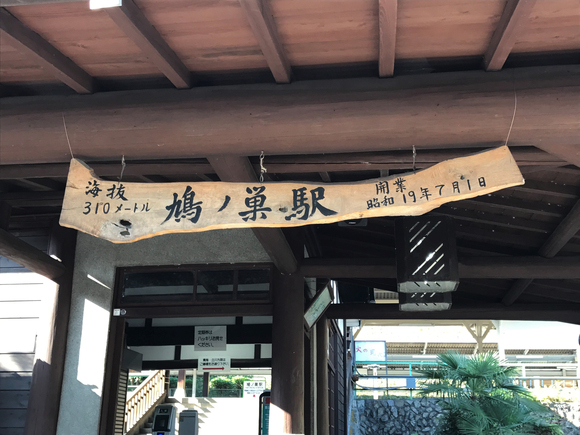 海抜
310メートル
鳩ノ巣駅
開業
昭和19年7月1日